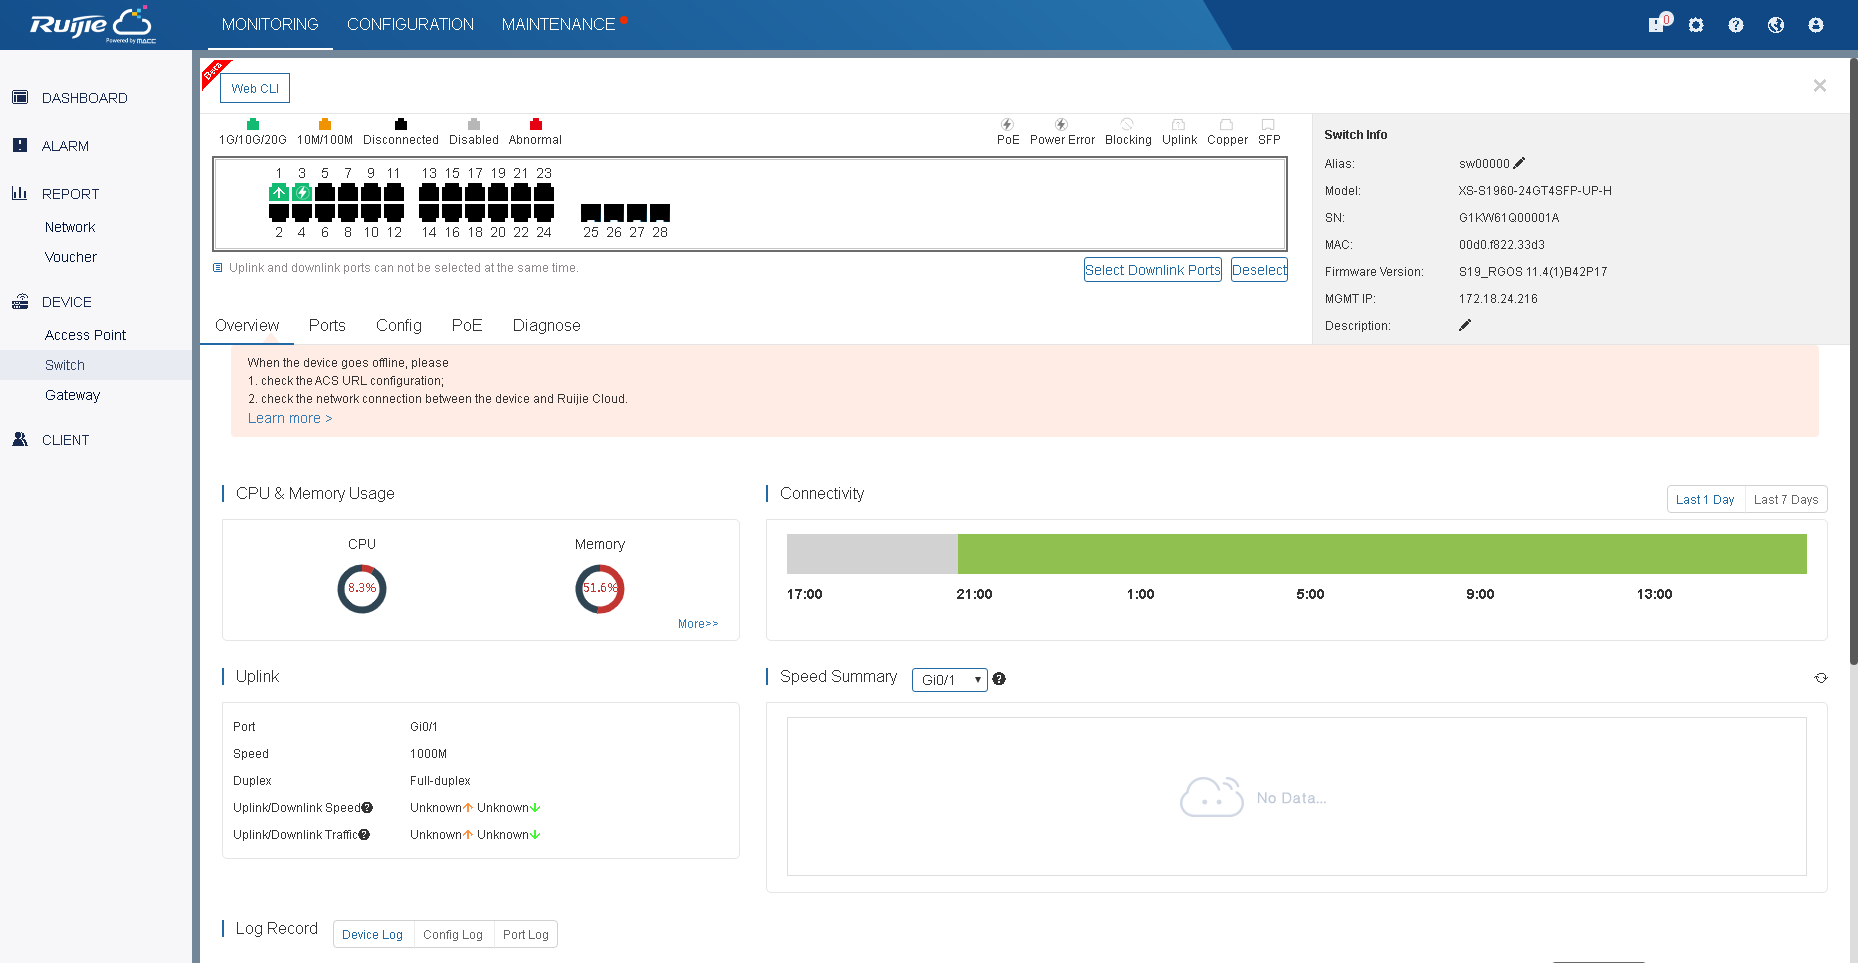 Ruijie
Powered by MACC
MONITORING
CONFIGURATION
MAINTENANCE
0
DASHBOARD
ALARM
REPORT
Network
Voucher
DEVICE
Access Point
Switch
Gateway
CLIENT
Beta
Web CLI
1G/10G/20G 10M/100M Disconnected Disabled Abnormal
PoE Power Error Blocking Uplink Copper SFP
1 3 5 7 9 11 13 15 17 19 21 23
2 4 6 8 10 12 14 16 18 20 22 24 25 26 27 28
Uplink and downlink ports can not be selected at the same time.
Select Downlink Ports
Deselect
Switch Info
Alias: sw00000
Model: XS-S1960-24GT4SFP-UP-H
SN: G1KW61Q00001A
MAC: 00d0.f822.33d3
Firmware Version: S19_RGOS 11.4(1)B42P17
MGMT IP: 172.18.24.216
Description:
Overview Ports Config PoE Diagnose
When the device goes offline, please
1. check the ACS URL configuration;
2. check the network connection between the device and Ruijie Cloud.
Learn more >
CPU & Memory Usage
CPU Memory
8.3% 51.6%
More>>
Connectivity
Last 1 Day Last 7 Days
17:00 21:00 1:00 5:00 9:00 13:00
Uplink
Port Gi0/1
Speed 1000M
Duplex Full-duplex
Uplink/Downlink Speed Unknown Unknown
Uplink/Downlink Traffic Unknown Unknown
Speed Summary Gi0/1
No Data...
Log Record Device Log Config Log Port Log